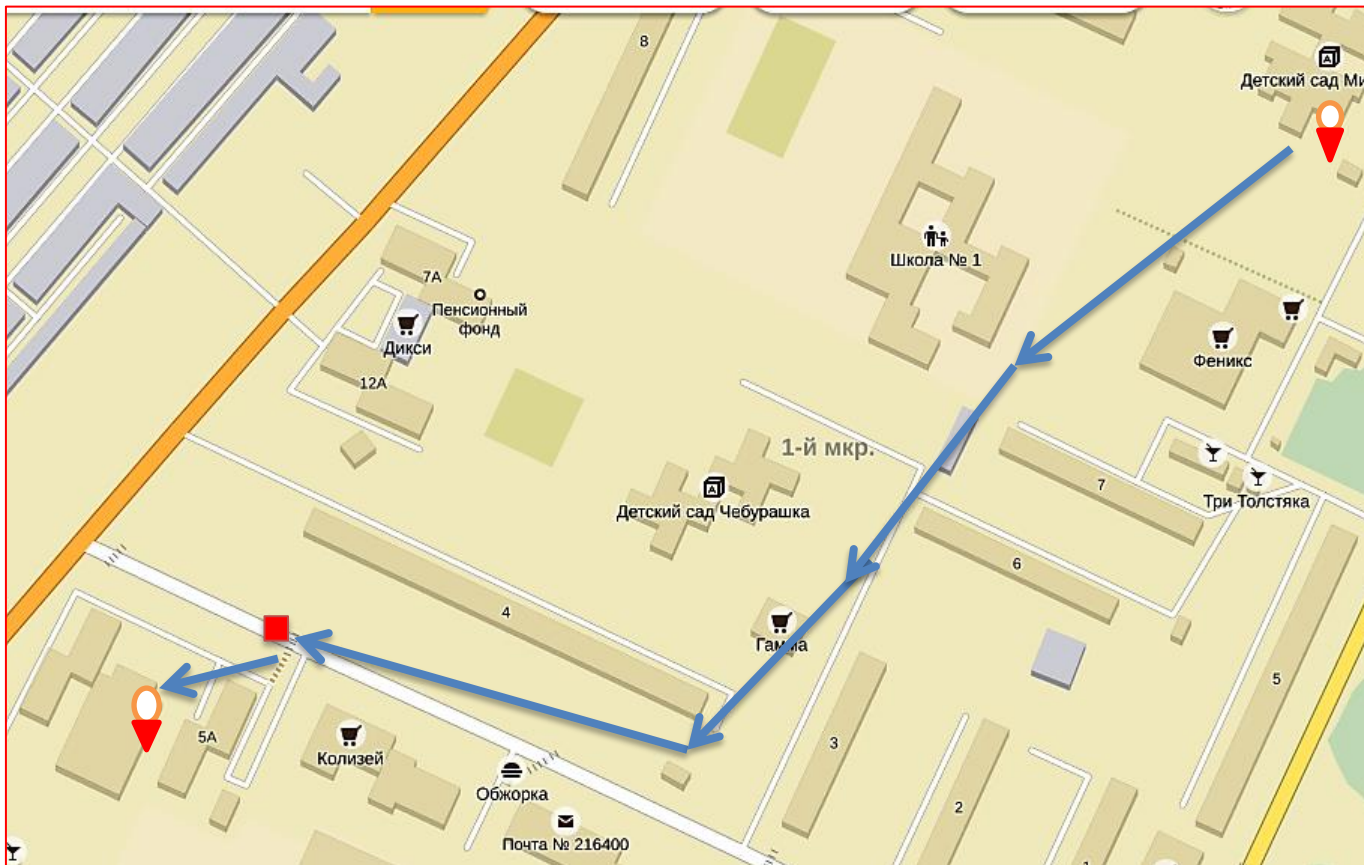 8
Детский сад Ми
Школа № 1
7А
Пенсионный
фонд
Дикси
Феникс
12А
1-й мкр.
7
Три Толстяка
Детский сад Чебурашка
6
4
Гамма
5
5А
Колизей
3
Обжорка
2
Почта № 216400